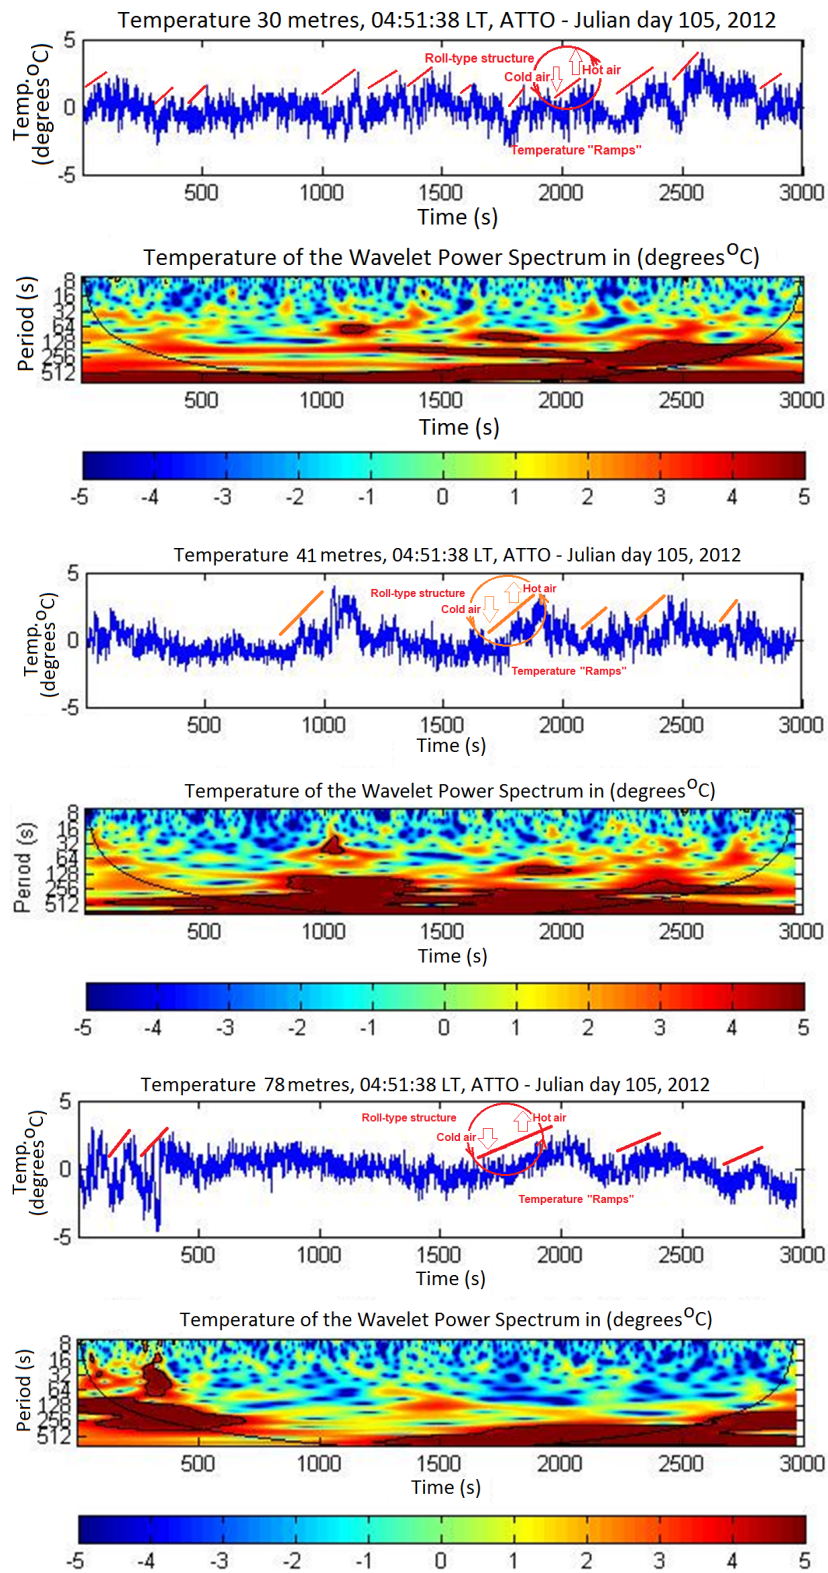 Temperature 30 metres, 04:51:38 LT, ATTO - Julian day 105, 2012
Temp.
(degrees°C)
5
0
-5
Roll-type structure
Cold air
Hot air
Temperature "Ramps"
500 1000 1500 2000 2500 3000
Time (s)
Temperature of the Wavelet Power Spectrum in (degrees°C)
Period (s)
8
16
32
64
128
256
512
500 1000 1500 2000 2500 3000
Time (s)
-5 -4 -3 -2 -1 0 1 2 3 4 5
Temperature 41 metres, 04:51:38 LT, ATTO - Julian day 105, 2012
Temp.
(degrees°C)
5
0
-5
Roll-type structure
Cold air
Hot air
Temperature "Ramps"
500 1000 1500 2000 2500 3000
Time (s)
Temperature of the Wavelet Power Spectrum in (degrees°C)
Period (s)
8
16
32
64
128
256
512
500 1000 1500 2000 2500 3000
Time (s)
-5 -4 -3 -2 -1 0 1 2 3 4 5
Temperature 78 metres, 04:51:38 LT, ATTO - Julian day 105, 2012
Temp.
(degrees°C)
5
0
-5
Roll-type structure
Cold air
Hot air
Temperature "Ramps"
500 1000 1500 2000 2500 3000
Time (s)
Temperature of the Wavelet Power Spectrum in (degrees°C)
Period (s)
8
16
32
64
128
256
512
500 1000 1500 2000 2500 3000
Time (s)
-5 -4 -3 -2 -1 0 1 2 3 4 5